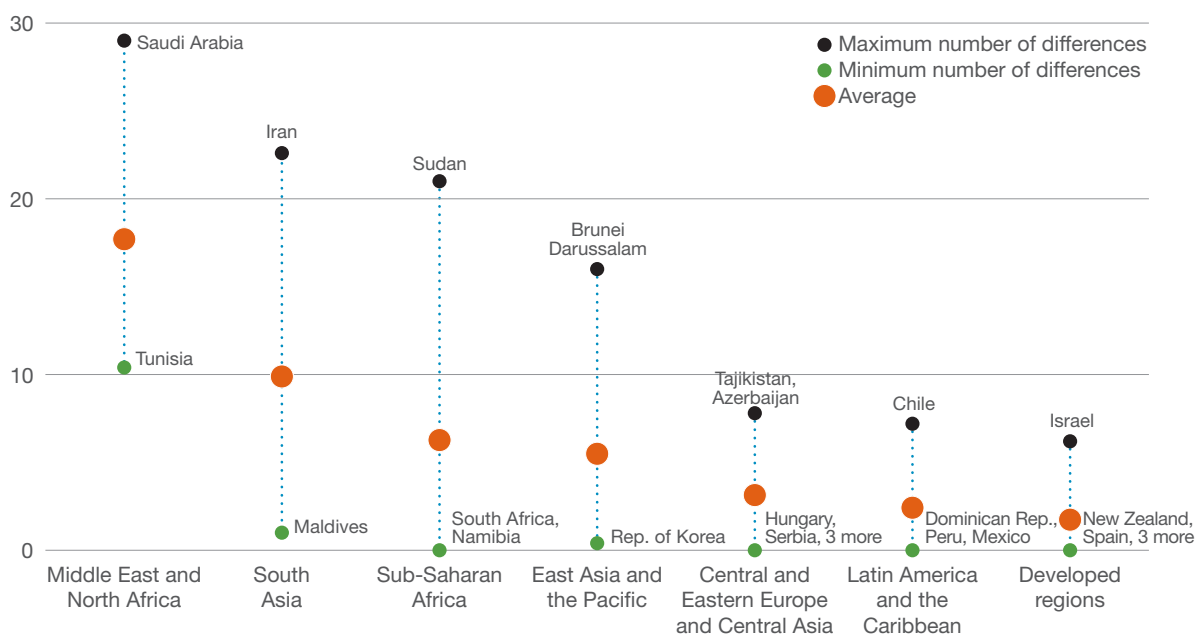 30
20
10
0
Maximum number of differences
Minimum number of differences
Average
Saudi Arabia
Tunisia
Iran
Maldives
Sudan
South Africa,
Namibia
Brunei
Darussalam
Rep. of Korea
Tajikistan,
Azerbaijan
Hungary,
Serbia, 3 more
Chile
Dominican Rep.,
Peru, Mexico
Israel
New Zealand,
Spain, 3 more
Middle East and
North Africa
South
Asia
Sub-Saharan
Africa
East Asia and
the Pacific
Central and
Eastern Europe
and Central Asia
Latin America
and the
Caribbean
Developed
regions